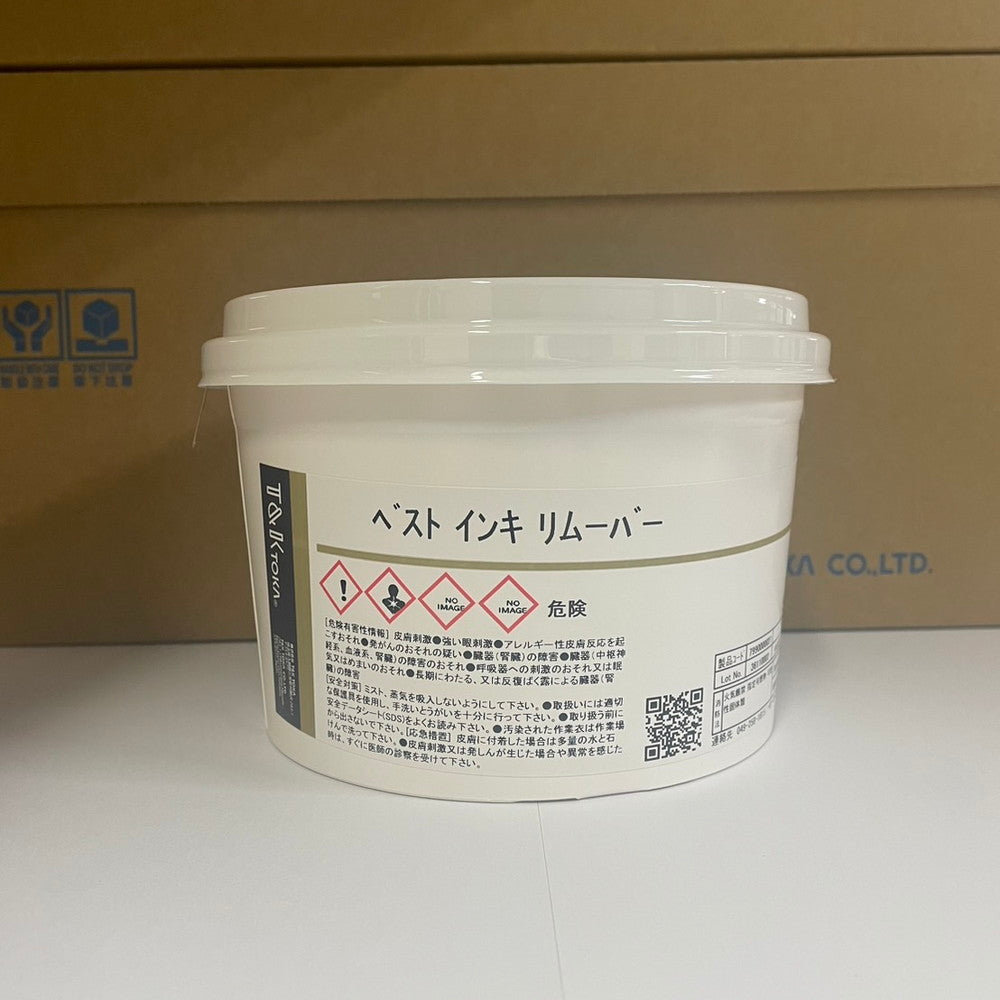 T&K TOKA®
ベスト インキ リムーバー
NO IMAGE
NO IMAGE
危険
[危険有害性情報] 皮膚刺激●強い眼刺激●アレルギー性皮膚反応を起
こすおそれ●発がんのおそれの疑い●臓器(腎臓)の障害●臓器(中枢神
経系、血液系、腎臓)の障害のおそれ●呼吸器への刺激のおそれ又は眠
気又はめまいのおそれ●長期にわたる、又は反復ばく露による臓器(腎
臓)の障害
[安全対策] ミスト、蒸気を吸入しないようにして下さい。●取扱いには適切
な保護具を使用し、手洗いとうがいを十分に行って下さい。●取り扱う前に
安全データシート(SDS)をよくお読み下さい。●汚染された作業衣は作業場
から出さないで下さい。[応急措置] 皮膚に付着した場合は多量の水と石
けんで洗って下さい。●皮膚刺激又は発しんが生じた場合や異常を感じた
時は、すぐに医師の診察を受けて下さい。
製品コード
Lot No.
消防法
火気厳禁
連絡先
KA CO.,LTD.